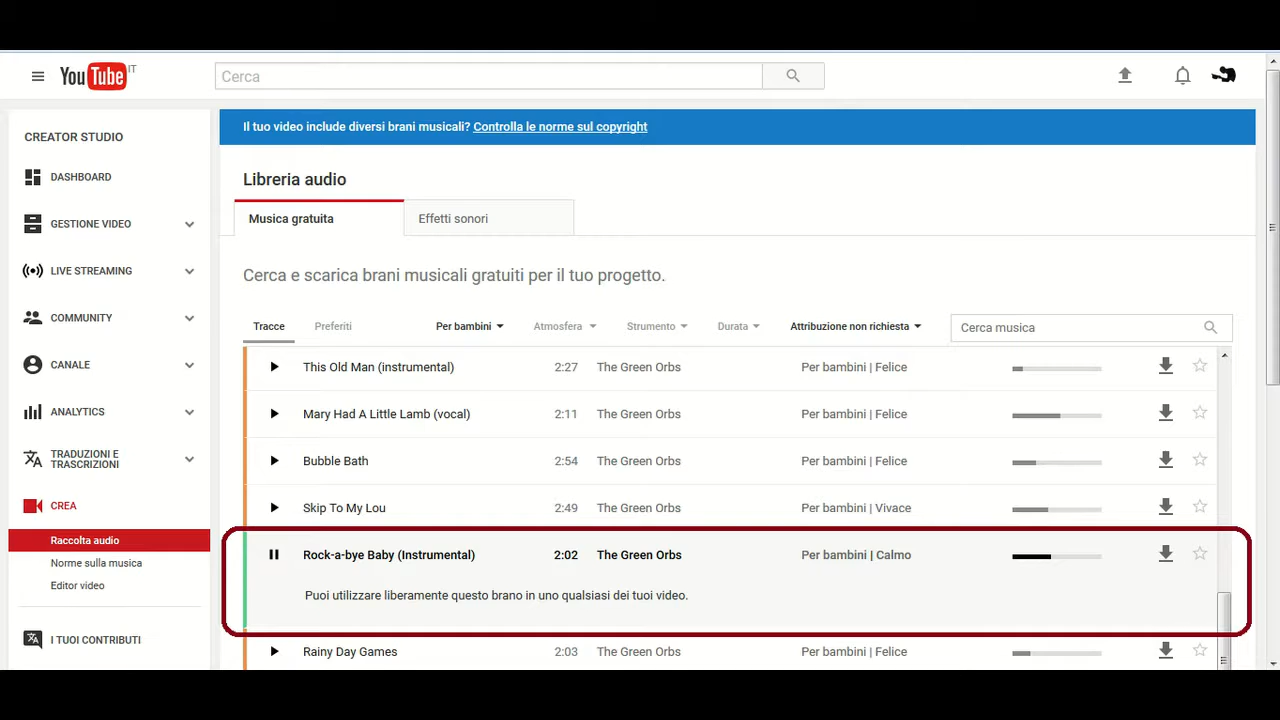 YouTube IT
Cerca
CREATOR STUDIO
DASHBOARD
GESTIONE VIDEO
LIVE STREAMING
COMMUNITY
CANALE
ANALYTICS
TRADUZIONI E
TRASCRIZIONI
CREA
Raccolta audio
Norme sulla musica
Editor video
I TUOI CONTRIBUTI
Il tuo video include diversi brani musicali? Controlla le norme sul copyright
Libreria audio
Musica gratuita Effetti sonori
Cerca e scarica brani musicali gratuiti per il tuo progetto.
Tracce Preferiti Per bambini Atmosfera Strumento Durata Attribuzione non richiesta Cerca musica
This Old Man (instrumental) 2:27 The Green Orbs Per bambini | Felice
Mary Had A Little Lamb (vocal) 2:11 The Green Orbs Per bambini | Felice
Bubble Bath 2:54 The Green Orbs Per bambini | Felice
Skip To My Lou 2:49 The Green Orbs Per bambini | Vivace
Rock-a-bye Baby (Instrumental) 2:02 The Green Orbs Per bambini | Calmo
Puoi utilizzare liberamente questo brano in uno qualsiasi dei tuoi video.
Rainy Day Games 2:03 The Green Orbs Per bambini | Felice